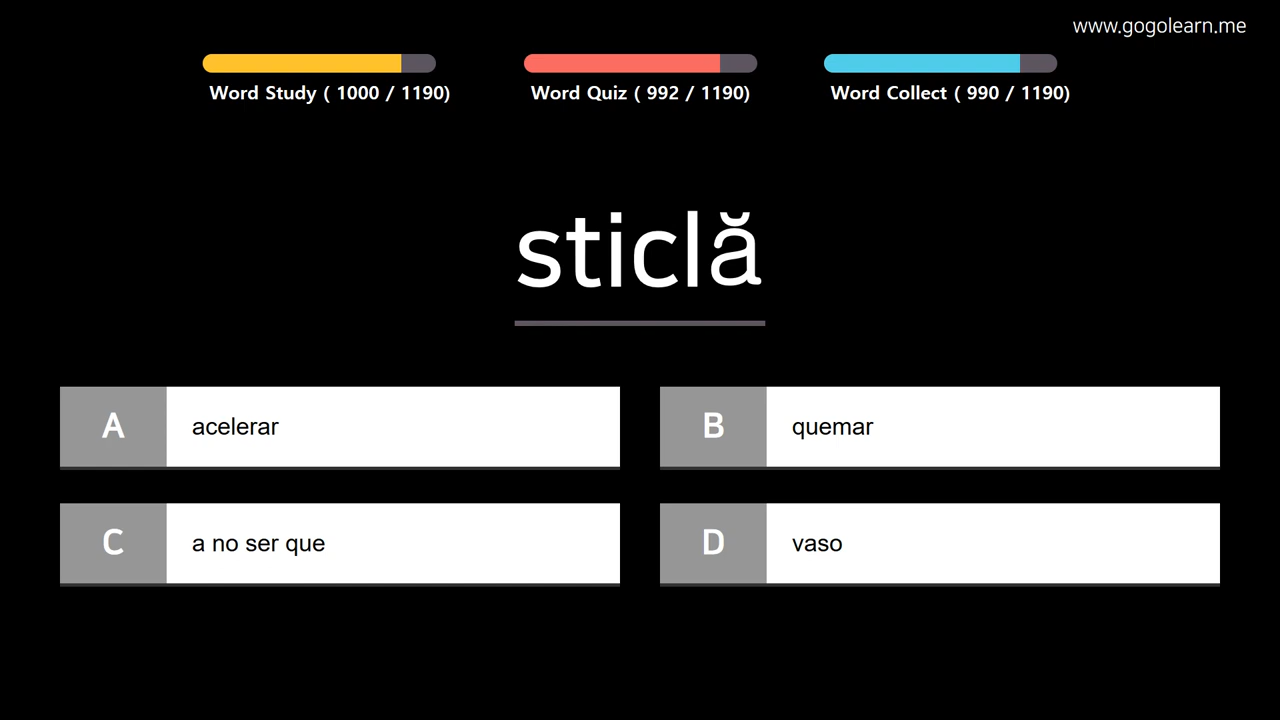 www.gogolearn.me
Word Study ( 1000 / 1190)
Word Quiz ( 992 / 1190)
Word Collect ( 990 / 1190)
sticlă
A acelerar
B quemar
C a no ser que
D vaso